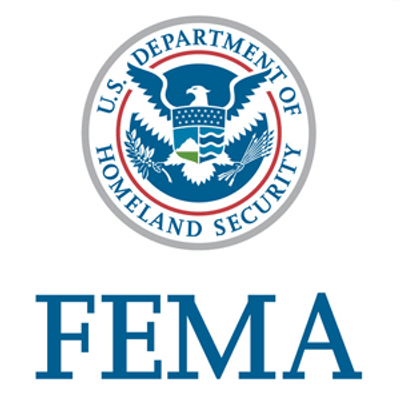 U.S. DEPARTMENT OF
HOMELAND SECURITY
FEMA